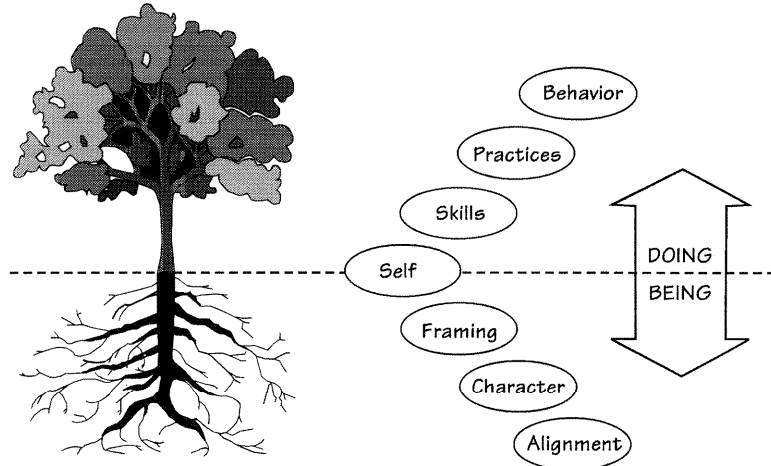 Behavior
Practices
Skills
Self
DOING
BEING
Framing
Character
Alignment